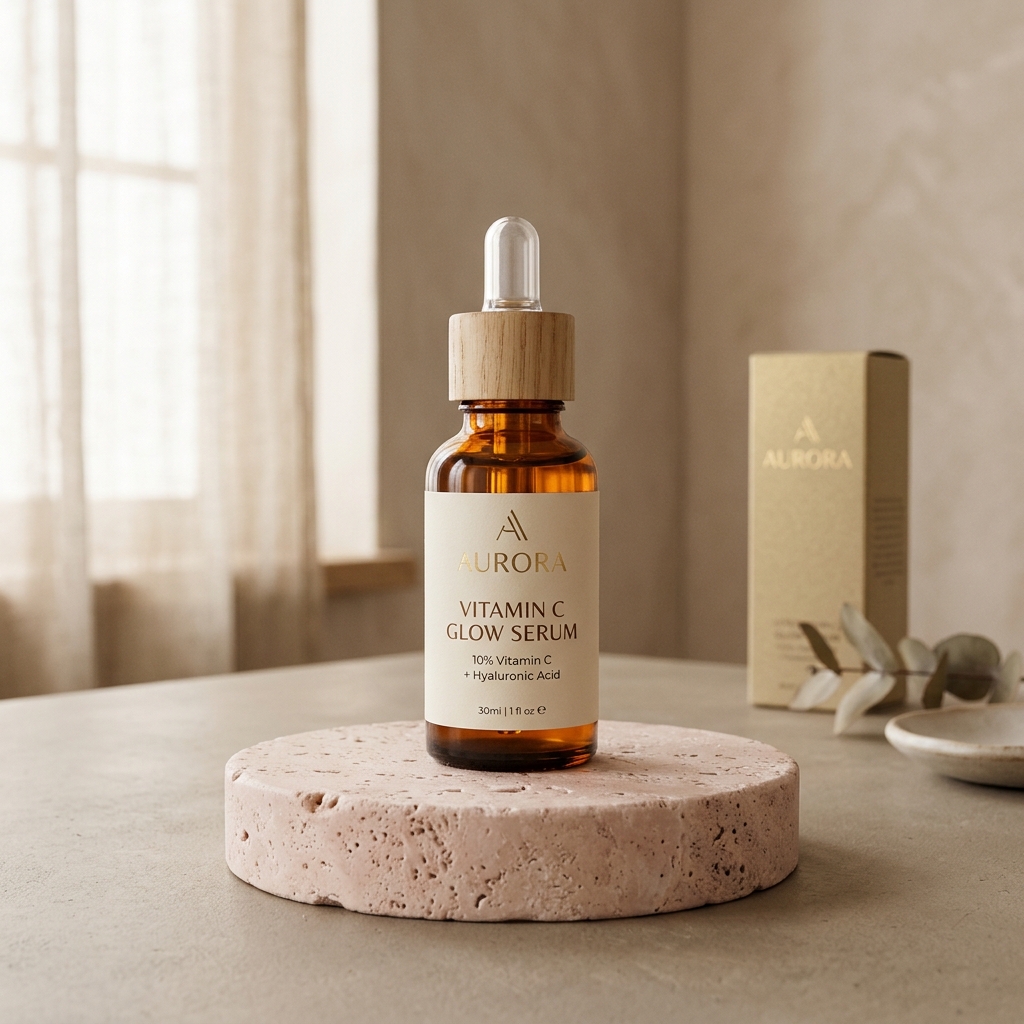 AURORA
VITAMIN C
GLOW SERUM
10% Vitamin C
+ Hyaluronic Acid
30ml | 1 fl oz ℮
AURORA